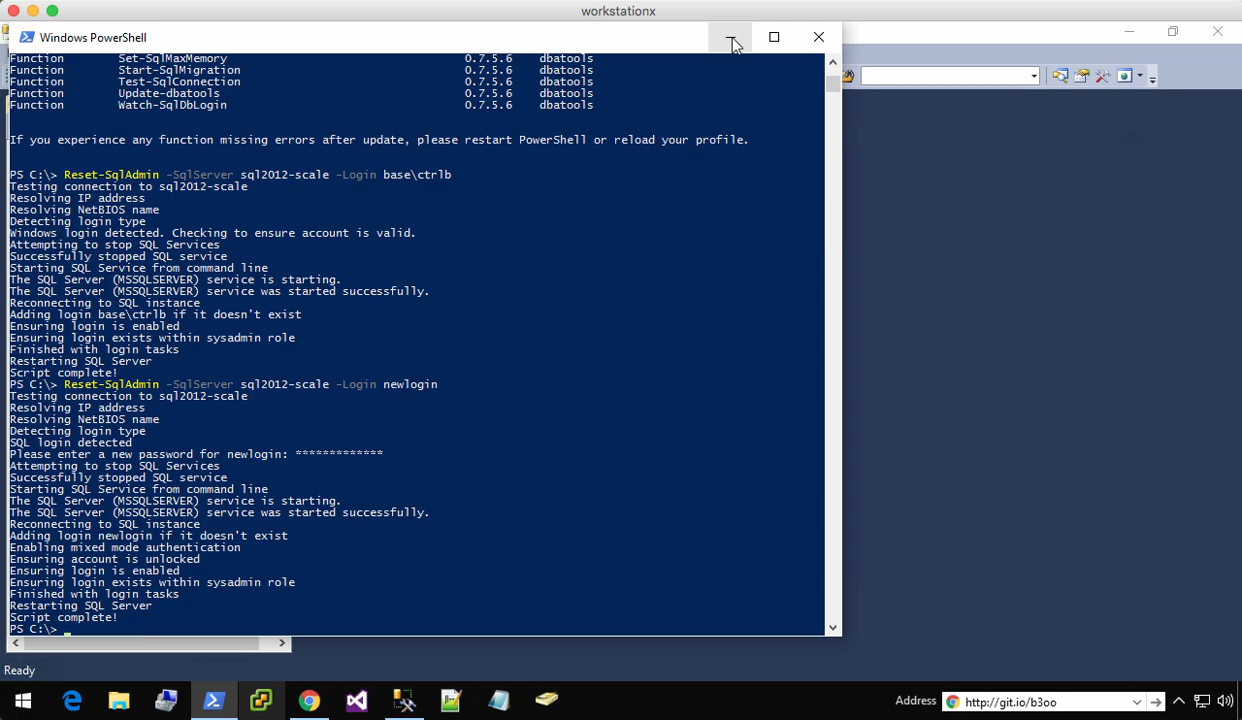 workstationx
Windows PowerShell
Function Set-SqlMaxMemory 0.7.5.6 dbatools
Function Start-SqlMigration 0.7.5.6 dbatools
Function Test-SqlConnection 0.7.5.6 dbatools
Function Update-dbatools 0.7.5.6 dbatools
Function Watch-SqlDbLogin 0.7.5.6 dbatools
If you experience any function missing errors after update, please restart PowerShell or reload your profile.
PS C:\> Reset-SqlAdmin -SqlServer sql2012-scale -Login base\ctrlb
Testing connection to sql2012-scale
Resolving IP address
Resolving NetBIOS name
Detecting login type
Windows login detected. Checking to ensure account is valid.
Attempting to stop SQL Services
Successfully stopped SQL service
Starting SQL Service from command line
The SQL Server (MSSQLSERVER) service is starting.
The SQL Server (MSSQLSERVER) service was started successfully.
Reconnecting to SQL instance
Adding login base\ctrlb if it doesn't exist
Ensuring login is enabled
Ensuring login exists within sysadmin role
Finished with login tasks
Restarting SQL Server
Script complete!
PS C:\> Reset-SqlAdmin -SqlServer sql2012-scale -Login newlogin
Testing connection to sql2012-scale
Resolving IP address
Resolving NetBIOS name
Detecting login type
SQL login detected
Please enter a new password for newlogin: *************
Attempting to stop SQL Services
Successfully stopped SQL service
Starting SQL Service from command line
The SQL Server (MSSQLSERVER) service is starting.
The SQL Server (MSSQLSERVER) service was started successfully.
Reconnecting to SQL instance
Adding login newlogin if it doesn't exist
Enabling mixed mode authentication
Ensuring account is unlocked
Ensuring login is enabled
Ensuring login exists within sysadmin role
Finished with login tasks
Restarting SQL Server
Script complete!
PS C:\>
Ready
Address http://git.io/b3oo